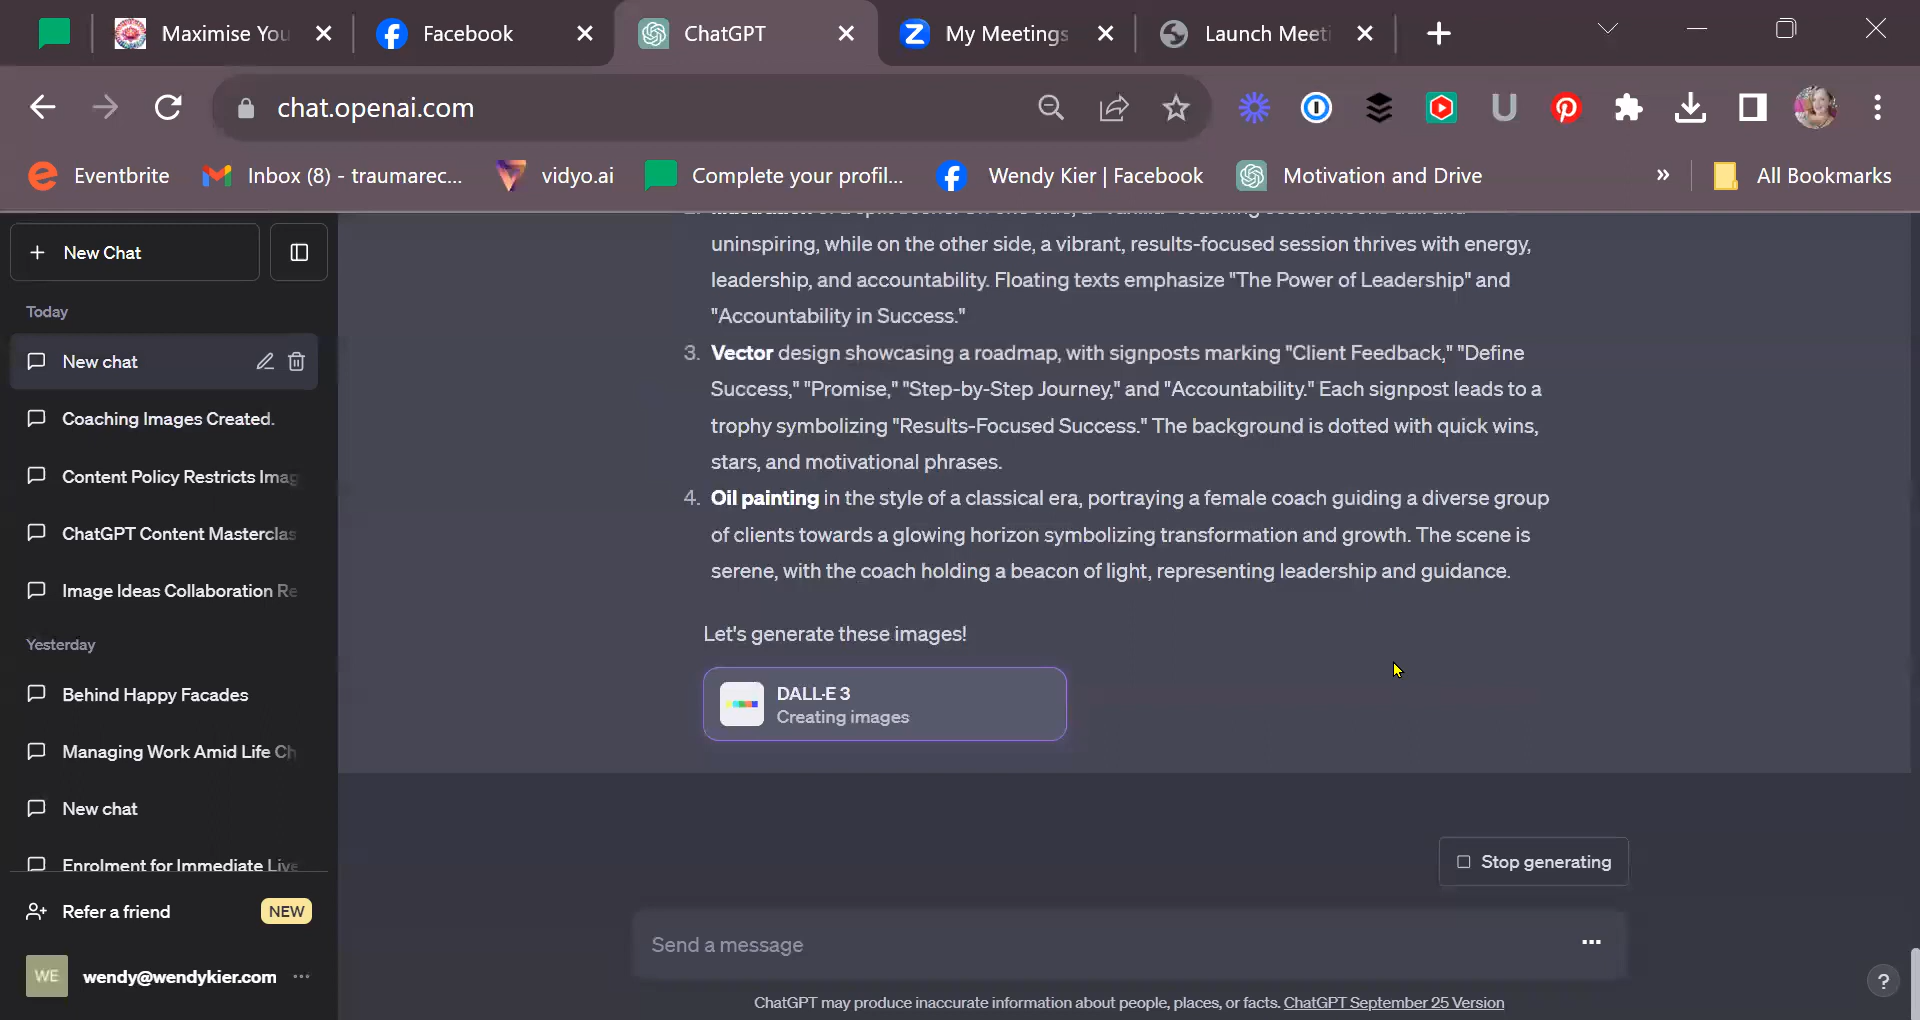 Maximise You
Facebook
ChatGPT
My Meetings
Launch Meeti
chat.openai.com
Eventbrite
Inbox (8) - traumarec...
vidyo.ai
Complete your profil...
Wendy Kier | Facebook
Motivation and Drive
»
All Bookmarks
New Chat
Today
New chat
Coaching Images Created.
Content Policy Restricts Imag
ChatGPT Content Masterclas
Image Ideas Collaboration Re
Yesterday
Behind Happy Facades
Managing Work Amid Life Ch
New chat
Enrolment for Immediate Live
Refer a friend
NEW
WE
wendy@wendykier.com
uninspiring, while on the other side, a vibrant, results-focused session thrives with energy,
leadership, and accountability. Floating texts emphasize "The Power of Leadership" and
"Accountability in Success."
3. Vector design showcasing a roadmap, with signposts marking "Client Feedback," "Define
Success," "Promise," "Step-by-Step Journey," and "Accountability." Each signpost leads to a
trophy symbolizing "Results-Focused Success." The background is dotted with quick wins,
stars, and motivational phrases.
4. Oil painting in the style of a classical era, portraying a female coach guiding a diverse group
of clients towards a glowing horizon symbolizing transformation and growth. The scene is
serene, with the coach holding a beacon of light, representing leadership and guidance.
Let's generate these images!
DALL·E 3
Creating images
Stop generating
Send a message
ChatGPT may produce inaccurate information about people, places, or facts. ChatGPT September 25 Version
?